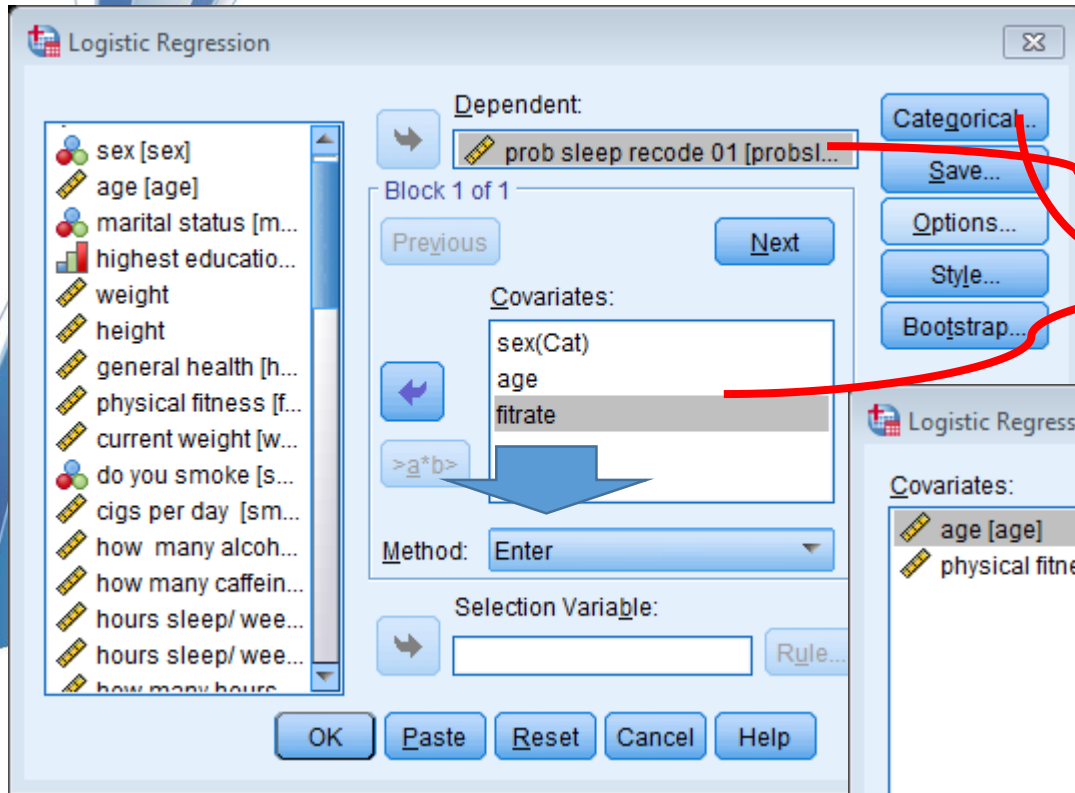 Logistic Regression
sex [sex]
age [age]
marital status [m...
highest educatio...
weight
height
general health [h...
physical fitness [f...
current weight [w...
do you smoke [s...
cigs per day [sm...
how many alcoh...
how many caffein...
hours sleep/ wee...
hours sleep/ wee...
how many hours
Dependent:
prob sleep recode 01 [probsl...
Block 1 of 1
Previous
Next
Covariates:
sex(Cat)
age
fitrate
>a*b>
Method: Enter
Selection Variable:
Rule...
OK Paste Reset Cancel Help
Categorical...
Save...
Options...
Style...
Bootstrap...
Logistic Regress
Covariates:
age [age]
physical fitne